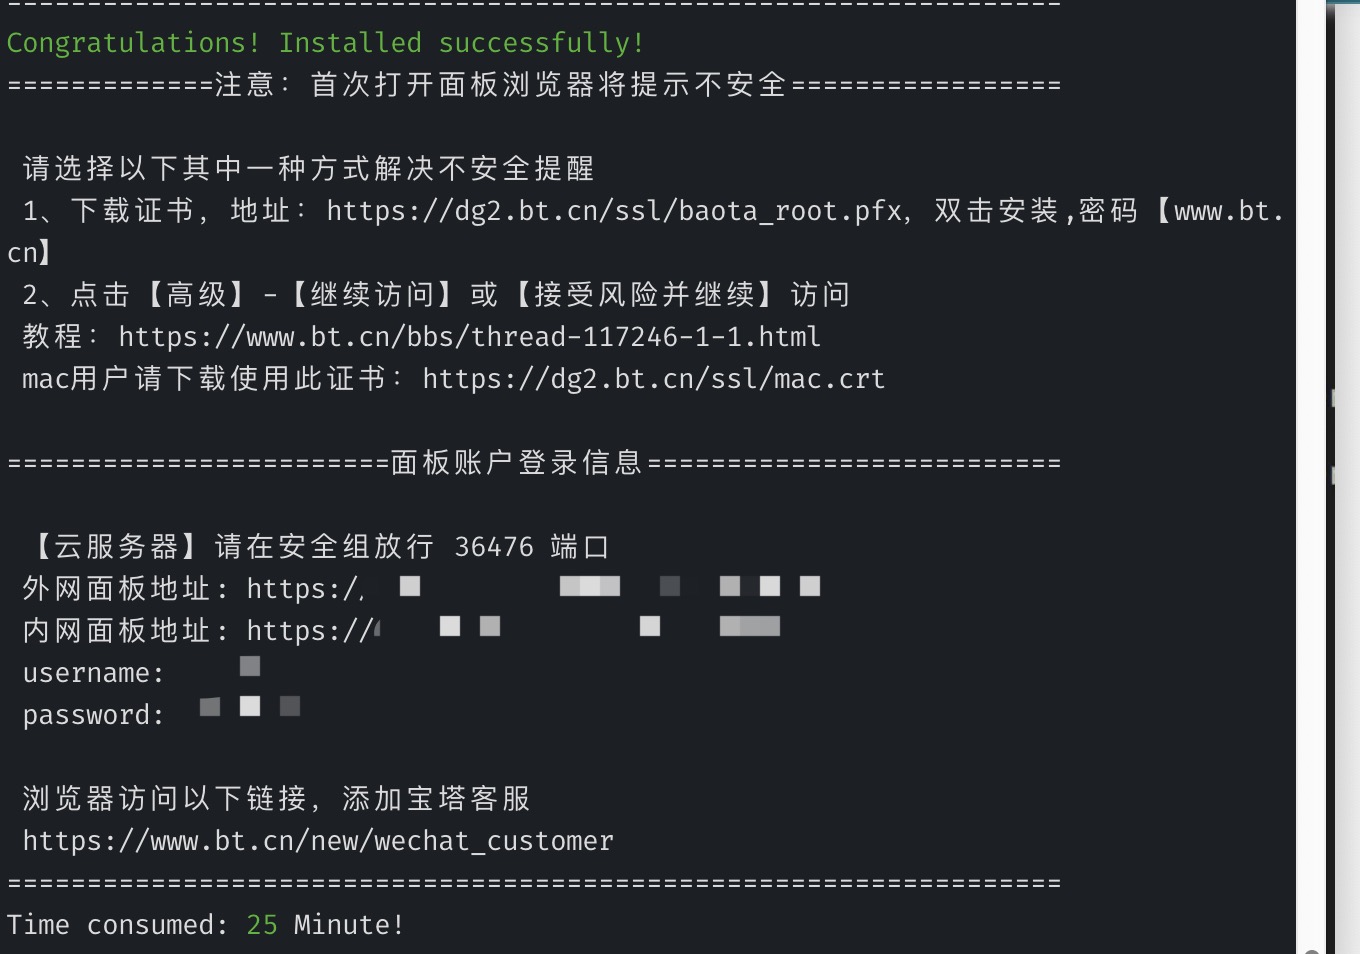 ==================================================================
Congratulations! Installed successfully!
=============注意：首次打开面板浏览器将提示不安全=================

请选择以下其中一种方式解决不安全提醒
1、下载证书，地址：https://dg2.bt.cn/ssl/baota_root.pfx，双击安装,密码【www.bt.
cn】
2、点击【高级】-【继续访问】或【接受风险并继续】访问
教程：https://www.bt.cn/bbs/thread-117246-1-1.html
mac用户请下载使用此证书：https://dg2.bt.cn/ssl/mac.crt

========================面板账户登录信息==========================

【云服务器】请在安全组放行 36476 端口
外网面板地址: https:/
内网面板地址: https://
username:
password:

浏览器访问以下链接，添加宝塔客服
https://www.bt.cn/new/wechat_customer
==================================================================
Time consumed: 25 Minute!